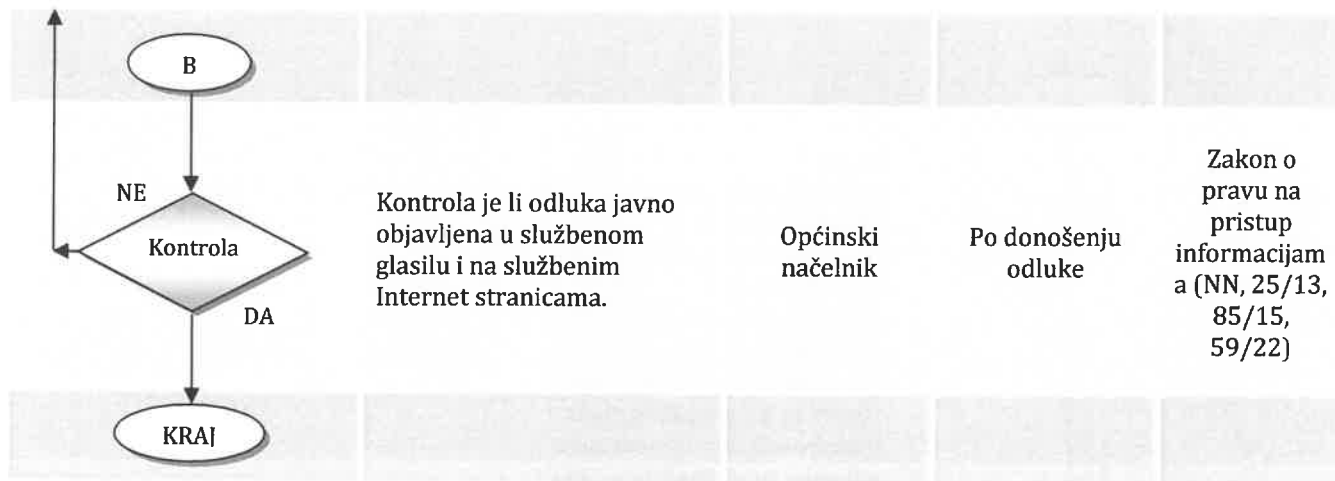 B
NE
Kontrola
DA
Kontrola je li odluka javno
objavljena u službenom
glasilu i na službenim
Internet stranicama.
Općinski
načelnik
Po donošenju
odluke
Zakon o
pravu na
pristup
informacijam
a (NN, 25/13,
85/15,
59/22)
KRAJ